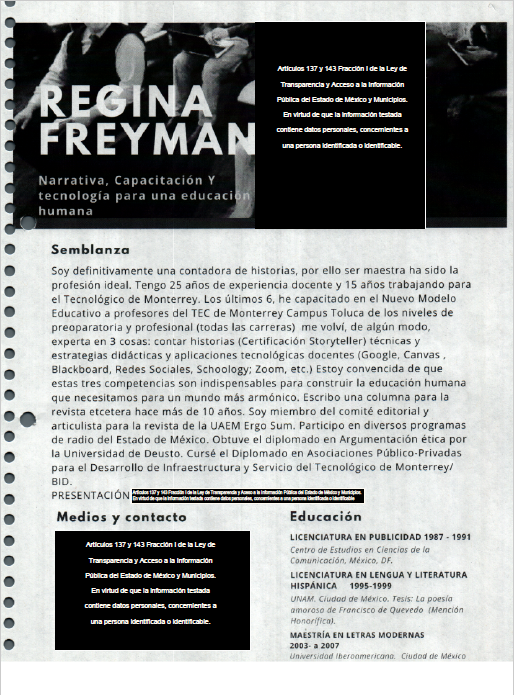 REGINA
FREYMAN
Narrativa, Capacitación Y
tecnología para una educación
humana
Artículos 137 y 143 Fracción I de la Ley de
Transparencia y Acceso a la Información
Pública del Estado de México y Municipios.
En virtud de que la información testada
contiene datos personales, concernientes a
una persona identificada o identificable.
Semblanza
Soy definitivamente una contadora de historias, por ello ser maestra ha sido la
profesión ideal. Tengo 25 años de experiencia docente y 15 años trabajando para
el Tecnológico de Monterrey. Los últimos 6, he capacitado en el Nuevo Modelo
Educativo a profesores del TEC de Monterrey Campus Toluca de los niveles de
preoparatoria y profesional (todas las carreras) me volví, de algún modo,
experta en 3 cosas: contar historias (Certificación Storyteller) técnicas y
estrategias didácticas y aplicaciones tecnológicas docentes (Google, Canvas ,
Blackboard, Redes Sociales, Schoology; Zoom, etc.) Estoy convencida de que
estas tres competencias son indispensables para construir la educación humana
que necesitamos para un mundo más armónico. Escribo una columna para la
revista etcetera hace más de 10 años. Soy miembro del comité editorial y
articulista para la revista de la UAEM Ergo Sum. Participo en diversos programas
de radio del Estado de México. Obtuve el diplomado en Argumentación ética por
la Universidad de Deusto. Cursé el Diplomado en Asociaciones Público-Privadas
para el Desarrollo de Infraestructura y Servicio del Tecnológico de Monterrey/
BID.
PRESENTACIÓN
Artículos 137 y 143 Fracción I de la Ley de Transparencia y Acceso a la Información Pública del Estado de México y Municipios.
En virtud de que la información testada contiene datos personales, concernientes a una persona identificada o identificable
Medios y contacto
Artículos 137 y 143 Fracción I de la Ley de
Transparencia y Acceso a la Información
Pública del Estado de México y Municipios.
En virtud de que la información testada
contiene datos personales, concernientes a
una persona identificada o identificable.
Educación
LICENCIATURA EN PUBLICIDAD 1987 - 1991
Centro de Estudios en Ciencias de la
Comunicación, México, DF.
LICENCIATURA EN LENGUA Y LITERATURA
HISPÁNICA 1995-1999
UNAM. Ciudad de México. Tesis: La poesía
amorosa de Francisco de Quevedo (Mención
Honorífica).
MAESTRÍA EN LETRAS MODERNAS
2003- a 2007
Universidad Iberoamericana. Ciudad de México